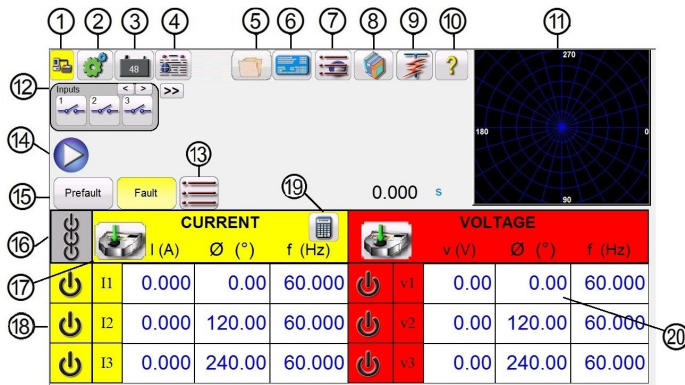 1 2 3 4 5 6 7 8 9 10 11
48
?
270
180
0
90
12
Inputs < >
1 2 3
>>
14
13
15
Prefault Fault
0.000 s
19
16
CURRENT VOLTAGE
I (A) Ø (°) f (Hz) v (V) Ø (°) f (Hz)
17
I1 0.000 0.00 60.000 v1 0.00 0.00 60.000
18
I2 0.000 120.00 60.000 v2 0.00 120.00 60.000
20
I3 0.000 240.00 60.000 v3 0.00 240.00 60.000